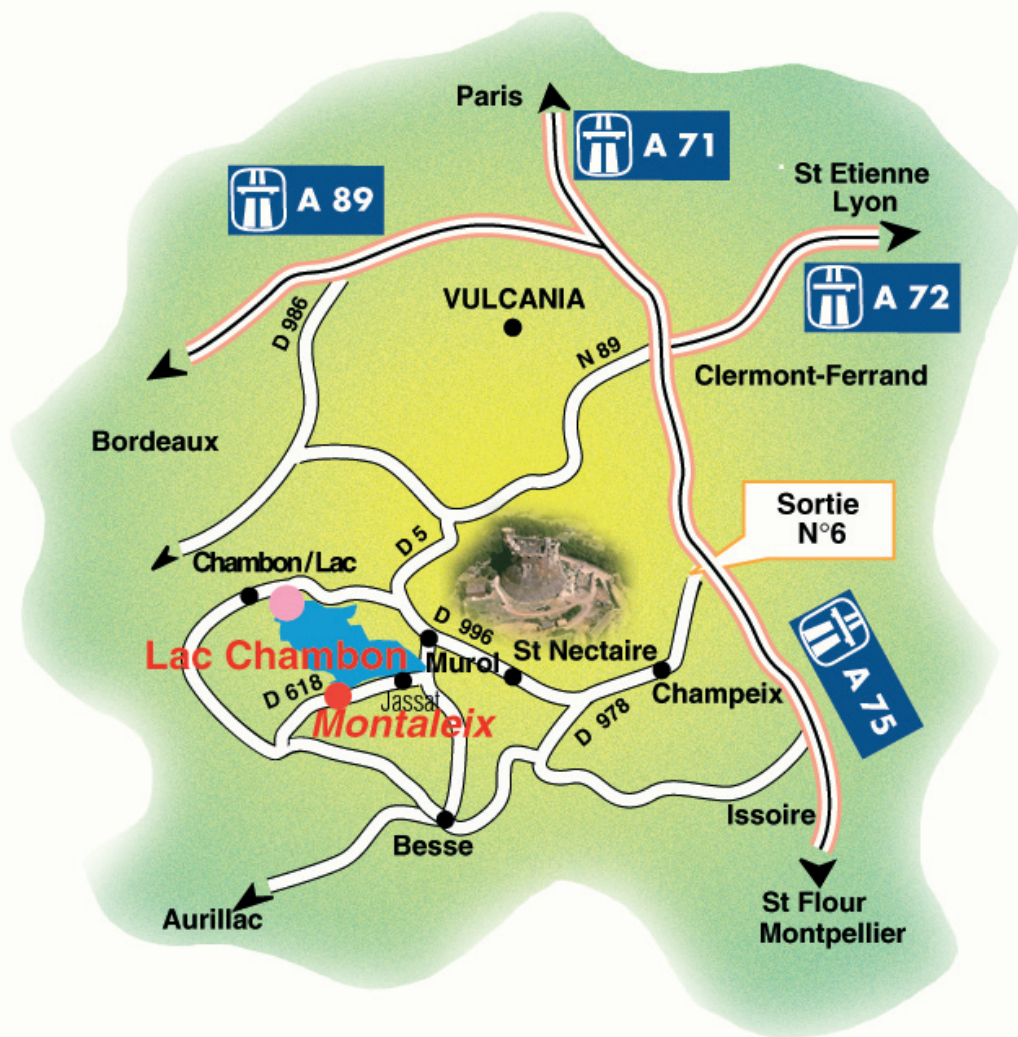 Paris
A 71
St Etienne
Lyon
A 89
A 72
VULCANIA
D 986
N 89
Clermont-Ferrand
Bordeaux
Sortie
N°6
D 5
Chambon/Lac
D 996
Lac Chambon
Murol
St Nectaire
D 618
Jassat
Champeix
Montaleix
D 978
A 75
Issoire
Besse
Aurillac
St Flour
Montpellier